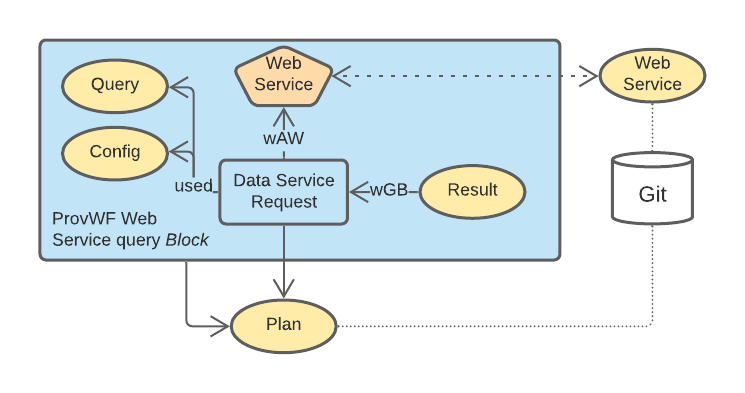 Web
Service
Web
Service
Query
wAW
Config
used
Data Service
Request
wGB
Result
Git
ProvWF Web
Service query Block
Plan